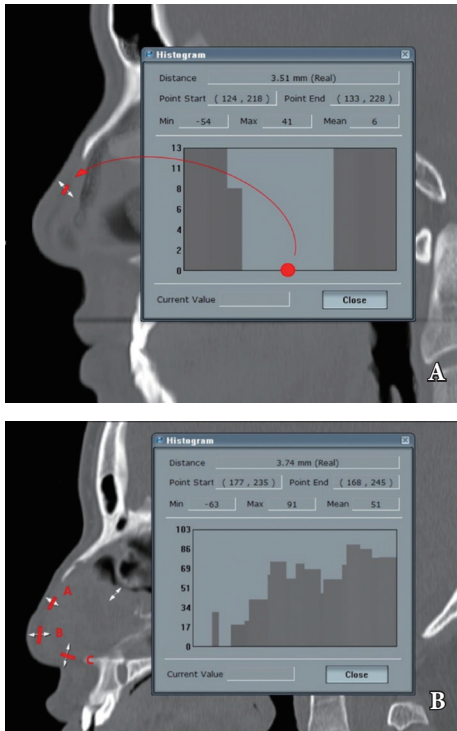 Histogram
Distance 3.51 mm (Real)
Point Start ( 124 , 218 ) Point End ( 133 , 228 )
Min -54 Max 41 Mean 6
13
11
8
6
4
2
0
Current Value Close
A
Histogram
Distance 3.74 mm (Real)
Point Start ( 177 , 235 ) Point End ( 168 , 245 )
Min -63 Max 91 Mean 51
103
86
69
51
34
17
0
A
B
C
Current Value Close
B